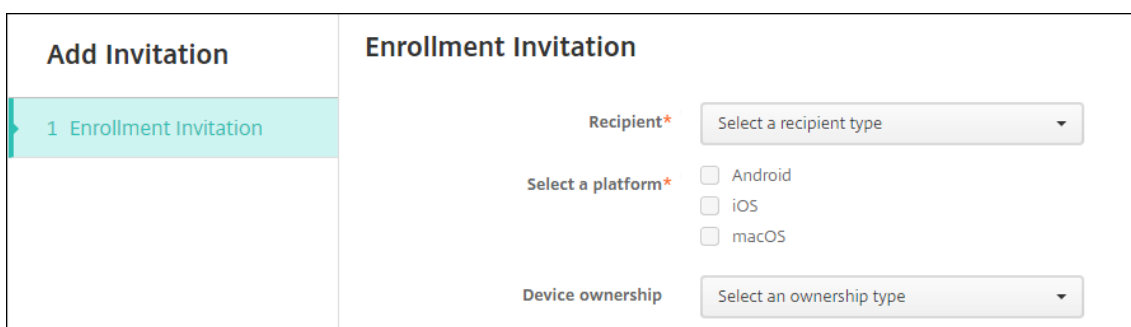 Add Invitation
1 Enrollment Invitation
Enrollment Invitation
Recipient* Select a recipient type
Select a platform* Android
iOS
macOS
Device ownership Select an ownership type